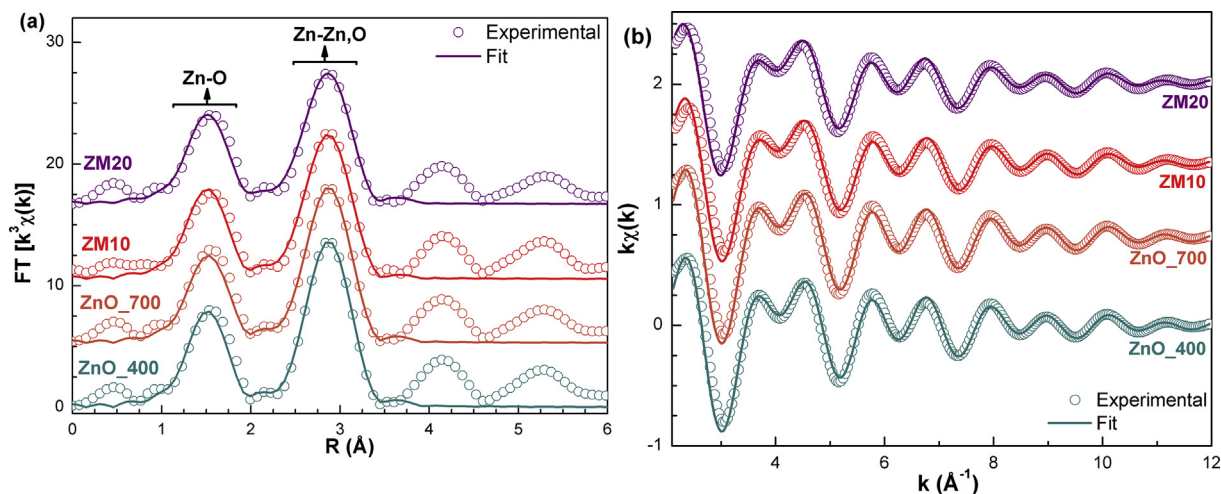 (a)
30
20
10
0
FT [k³χ(k)]
Zn-O
Zn-Zn,O
Experimental
Fit
ZM20
ZM10
ZnO_700
ZnO_400
0 1 2 3 4 5 6
R (Å)
(b)
2
1
0
-1
kχ(k)
ZM20
ZM10
ZnO_700
ZnO_400
Experimental
Fit
4 6 8 10 12
k (Å⁻¹)